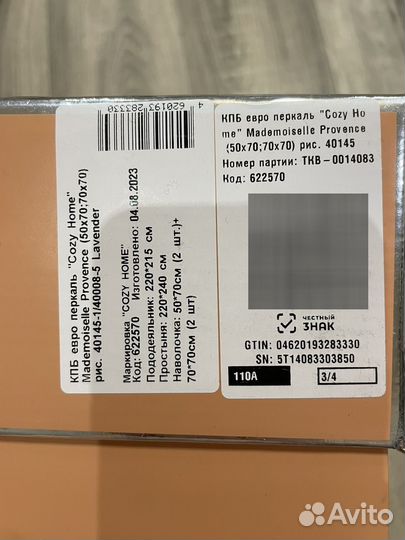 КПБ евро перкаль "Cozy Home"
Mademoiselle Provence (50x70;70x70)
рис. 40145-1/40008-5 Lavender
Маркировка "COZY HOME"
Код: 622570 Изготовлено: 04.08.2023
Пододеяльник: 220*215 см
Простыня: 220*240 см
Наволочка: 50*70см (2 шт.)+
70*70см (2 шт)
4 620193 283330
КПБ евро перкаль "Cozy Ho
me" Mademoiselle Provence
(50x70;70x70) рис. 40145
Номер партии: ТКВ-0014083
Код: 622570
ЧЕСТНЫЙ
ЗНАК
GTIN: 04620193283330
SN: 5T14083303850
110A
3/4
Avito